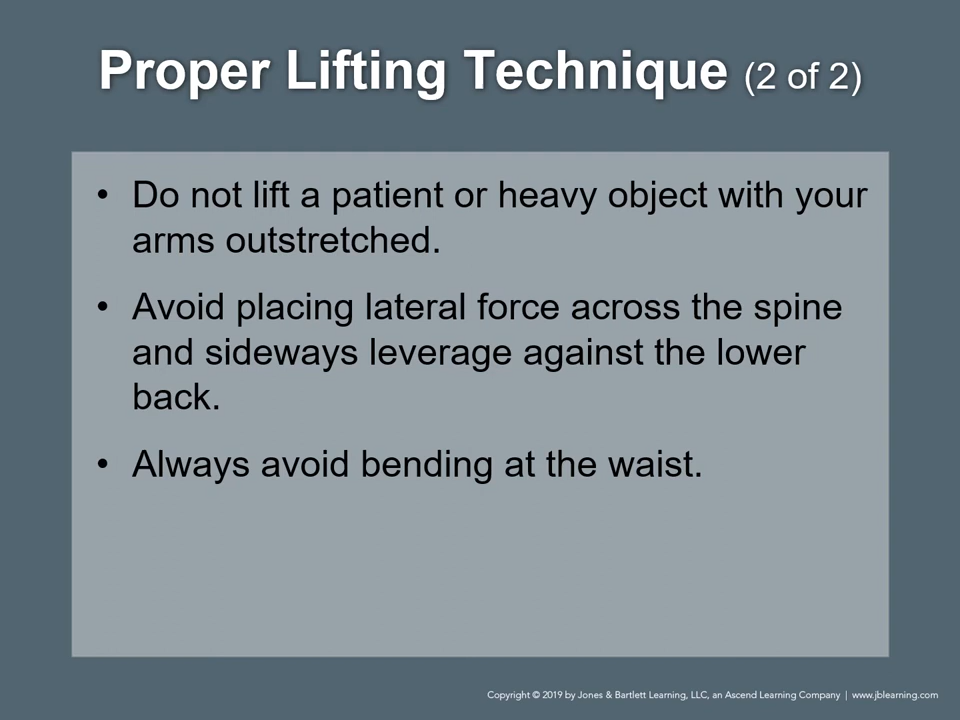 Proper Lifting Technique (2 of 2)
• Do not lift a patient or heavy object with your
arms outstretched.
• Avoid placing lateral force across the spine
and sideways leverage against the lower
back.
• Always avoid bending at the waist.
Copyright © 2019 by Jones & Bartlett Learning, LLC, an Ascend Learning Company | www.jblearning.com